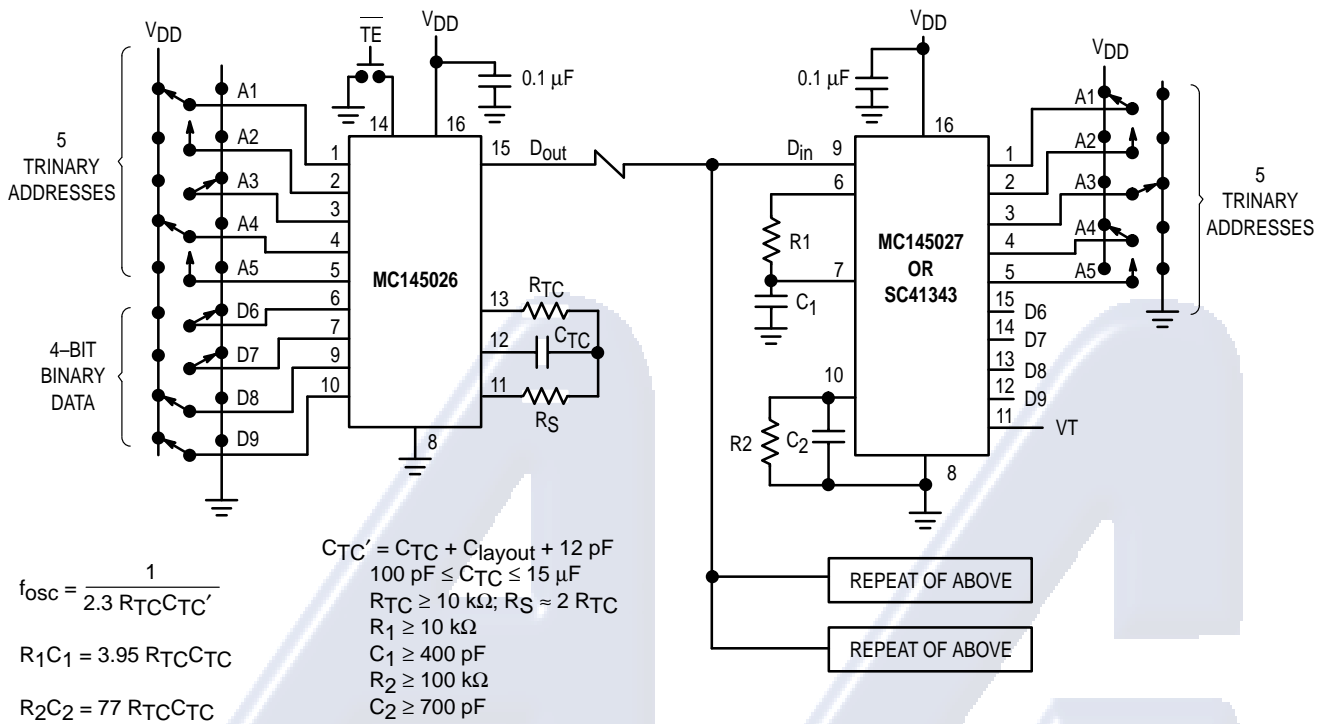 VDD
5
TRINARY
ADDRESSES
4–BIT
BINARY
DATA
A1
A2
A3
A4
A5
D6
D7
D8
D9
TE
VDD
0.1 µF
14
16
1
2
3
4
5
6
7
9
10
MC145026
15
Dout
13
RTC
12
CTC
11
RS
8
0.1 µF
VDD
16
Din
9
6
R1
7
C1
10
R2
C2
MC145027
OR
SC41343
1
2
3
4
5
15
D6
14
D7
13
D8
12
D9
11
VT
8
VDD
A1
A2
A3
A4
A5
5
TRINARY
ADDRESSES
REPEAT OF ABOVE
REPEAT OF ABOVE
fosc = 1 / 2.3 RTCCTC′
R1C1 = 3.95 RTCCTC
R2C2 = 77 RTCCTC
CTC′ = CTC + Clayout + 12 pF
100 pF ≤ CTC ≤ 15 µF
RTC ≥ 10 kΩ; RS ≈ 2 RTC
R1 ≥ 10 kΩ
C1 ≥ 400 pF
R2 ≥ 100 kΩ
C2 ≥ 700 pF